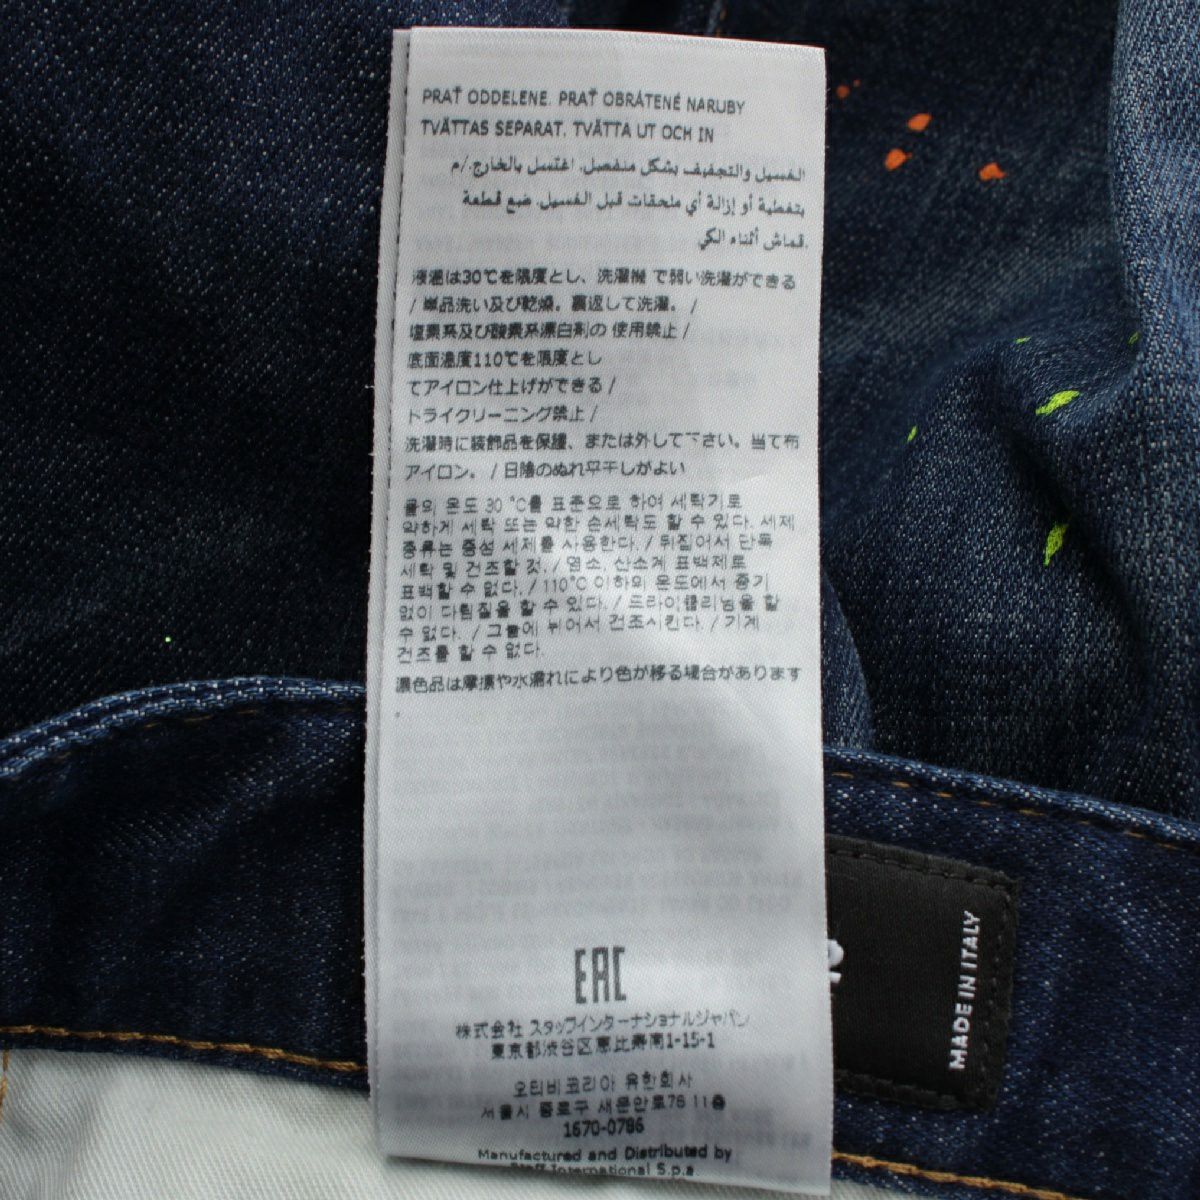 PRAŤ ODDELENE. PRAŤ OBRÁTENÉ NARUBY
TVÄTTAS SEPARAT. TVÄTTA UT OCH IN
الغسيل والتجفيف بشكل منفصل. اغتسل بالخارج./م
بتغطية أو إزالة أي ملحقات قبل الغسيل. ضع قطعة
قماش أثناء الكي.
液温は30℃を限度とし、洗濯機 で弱い洗濯ができる
/ 単品洗い及び乾燥。裏返して洗濯。 /
塩素系及び酸素系漂白剤の 使用禁止 /
底面温度110℃を限度とし
てアイロン仕上げができる /
ドライクリーニング禁止 /
洗濯時に装飾品を保護、または外して下さい。当て布
アイロン。 / 日陰のぬれ平干しがよい
물의 온도 30 °C를 표준으로 하여 세탁기로
약하게 세탁 또는 약한 손세탁도 할 수 있다. 세제
종류는 중성 세제를 사용한다. / 뒤집어서 단독
세탁 및 건조할 것. / 염소, 산소계 표백제로
표백할 수 없다. / 110°C 이하의 온도에서 증기
없이 다림질을 할 수 있다. / 드라이클리닝을 할
수 없다. / 그늘에 뉘어서 건조시킨다. / 기계
건조를 할 수 없다.
濃色品は摩擦や水濡れにより色が移る場合があります
.
EAC
株式会社 スタッフインターナショナルジャパン
東京都渋谷区恵比寿南1-15-1
오티비코리아 유한회사
서울시 종로구 새문안로76 11층
1670-0786
Manufactured and Distributed by
Staff International S.p.a.
MADE IN ITALY